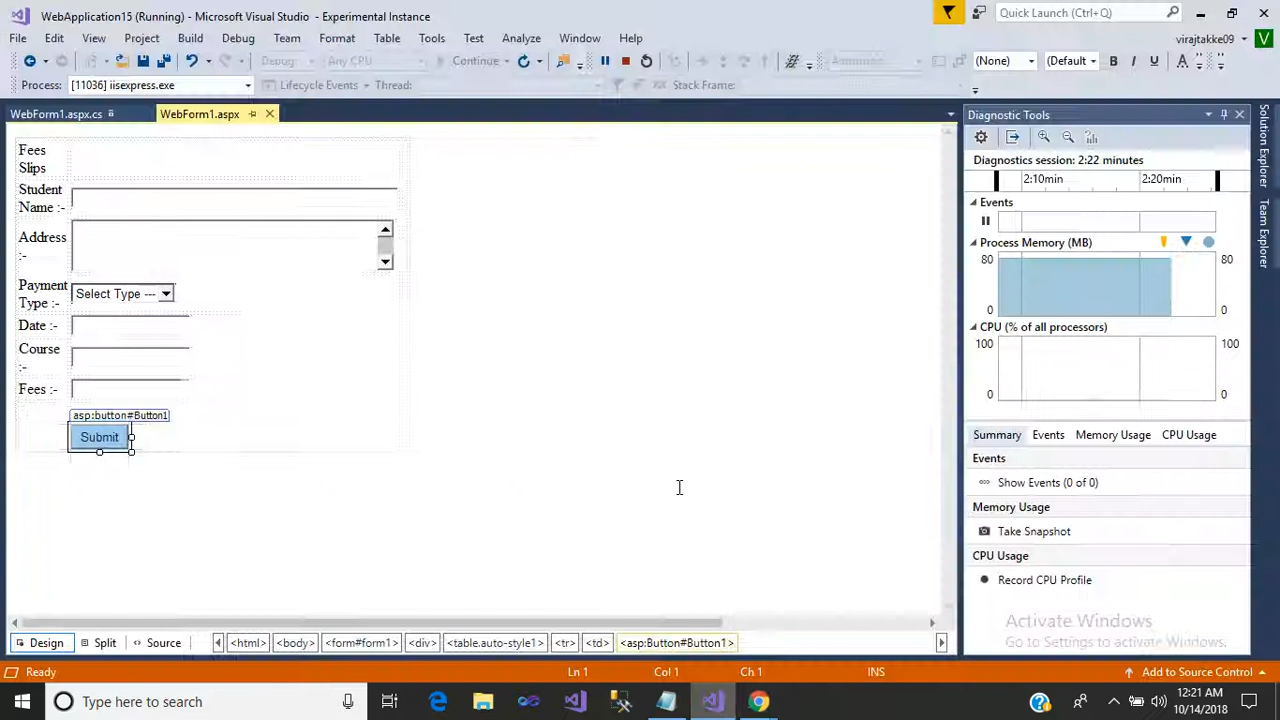 WebApplication15 (Running) - Microsoft Visual Studio - Experimental Instance
Quick Launch (Ctrl+Q)
File Edit View Project Build Debug Team Format Table Tools Test Analyze Window Help
virajtakke09 V
Debug Any CPU Continue Automatic (None) (Default B I U A
Process: [11036] iisexpress.exe Lifecycle Events Thread: Stack Frame:
WebForm1.aspx.cs WebForm1.aspx
Diagnostic Tools
Solution Explorer
Team Explorer
Fees
Slips
Student
Name :-
Address
:-
Payment
Type :-
Select Type ---
Date :-
Course
:-
Fees :-
asp:button#Button1
Submit
Diagnostics session: 2:22 minutes
2:10min 2:20min
Events
Process Memory (MB)
80 80
0 0
CPU (% of all processors)
100 100
0 0
Summary Events Memory Usage CPU Usage
Events
Show Events (0 of 0)
Memory Usage
Take Snapshot
CPU Usage
Record CPU Profile
Activate Windows
Go to Settings to activate Windows.
Design Split Source <html> <body> <form#form1> <div> <table.auto-style1> <tr> <td> <asp:Button#Button1>
Ready Ln 1 Col 1 Ch 1 INS Add to Source Control
Type here to search
12:21 AM
10/14/2018